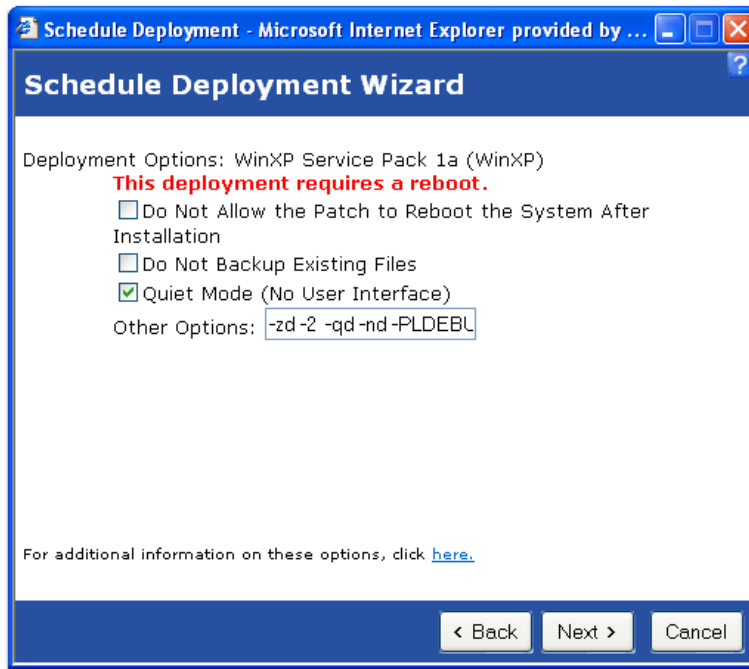 Schedule Deployment - Microsoft Internet Explorer provided by ...
?
Schedule Deployment Wizard
Deployment Options: WinXP Service Pack 1a (WinXP)
This deployment requires a reboot.
Do Not Allow the Patch to Reboot the System After
Installation
Do Not Backup Existing Files
Quiet Mode (No User Interface)
Other Options: -zd -2 -qd -nd -PLDEBU
For additional information on these options, click here.
< Back Next > Cancel